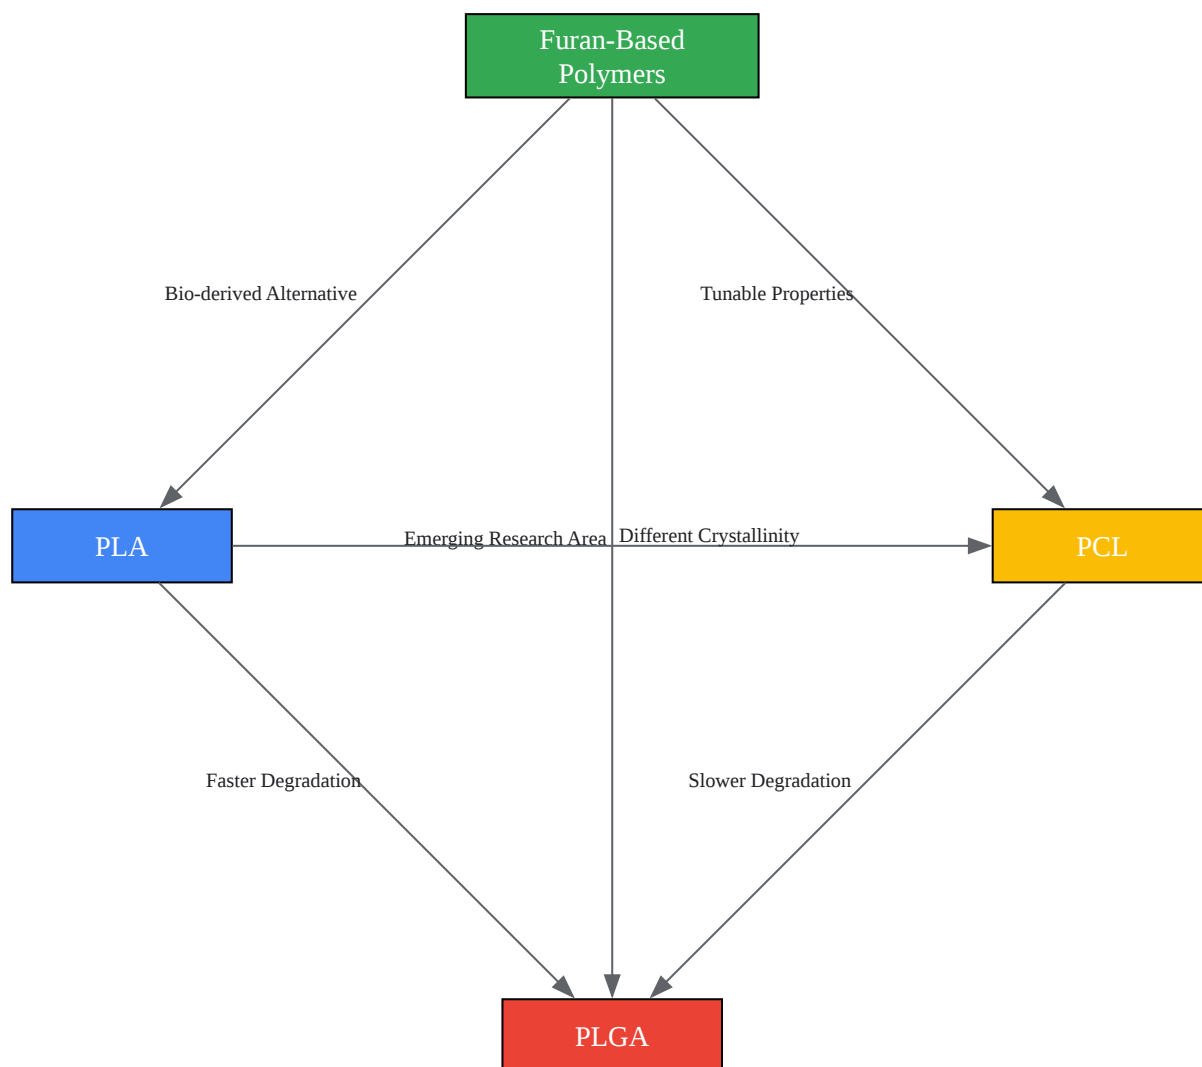 Furan-Based
Polymers
Bio-derived Alternative
Tunable Properties
PLA
Emerging Research Area
Different Crystallinity
PCL
Faster Degradation
Slower Degradation
PLGA